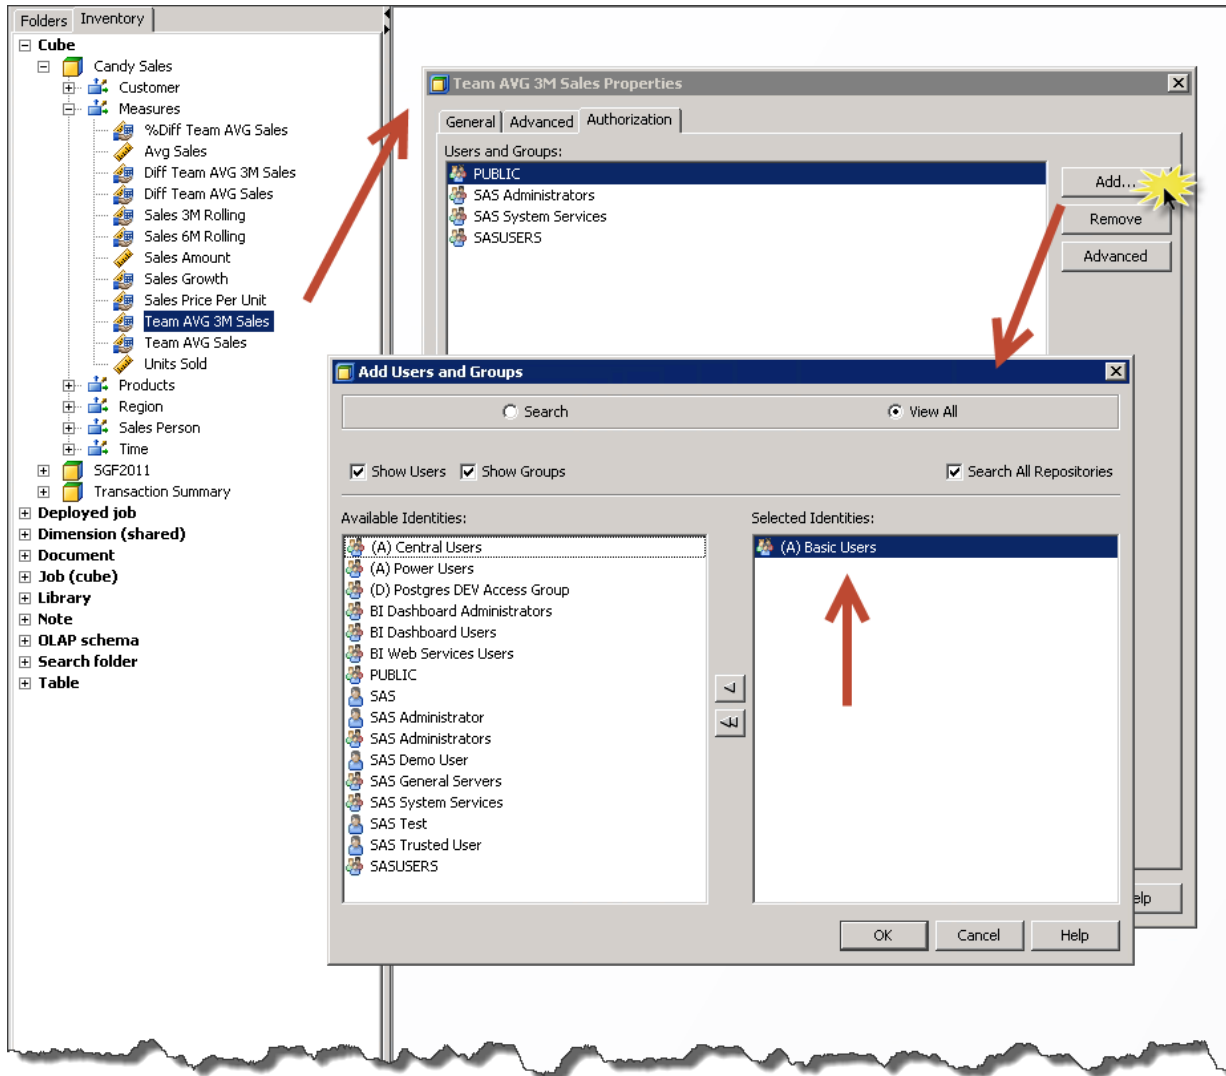 Folders Inventory
Cube
Candy Sales
Customer
Measures
%Diff Team AVG Sales
Avg Sales
Diff Team AVG 3M Sales
Diff Team AVG Sales
Sales 3M Rolling
Sales 6M Rolling
Sales Amount
Sales Growth
Sales Price Per Unit
Team AVG 3M Sales
Team AVG Sales
Units Sold
Products
Region
Sales Person
Time
SGF2011
Transaction Summary
Deployed job
Dimension (shared)
Document
Job (cube)
Library
Note
OLAP schema
Search folder
Table
Team AVG 3M Sales Properties
General Advanced Authorization
Users and Groups:
PUBLIC
SAS Administrators
SAS System Services
SASUSERS
Add...
Remove
Advanced
elp
Add Users and Groups
Search View All
Show Users Show Groups Search All Repositories
Available Identities:
(A) Central Users
(A) Power Users
(D) Postgres DEV Access Group
BI Dashboard Administrators
BI Dashboard Users
BI Web Services Users
PUBLIC
SAS
SAS Administrator
SAS Administrators
SAS Demo User
SAS General Servers
SAS System Services
SAS Test
SAS Trusted User
SASUSERS
Selected Identities:
(A) Basic Users
OK Cancel Help